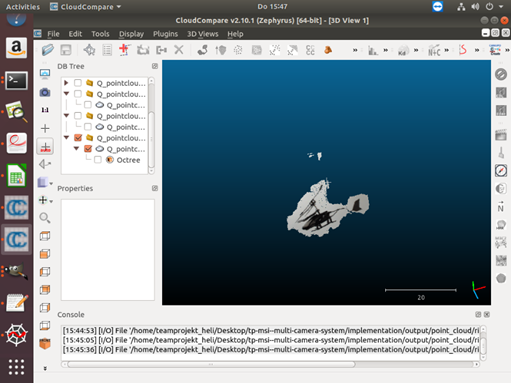 Activities
CloudCompare
Do 15:47
CloudCompare v2.10.1 (Zephyrus) [64-bit] - [3D View 1]
File Edit Tools Display Plugins 3D Views Help
DB Tree
Q_pointclou...
Q_pointc...
Q_pointclou...
Q_pointc...
Q_pointclou...
Q_pointc...
Q_pointclou...
Q_pointc...
Octree
Properties
20
Console
[15:44:53] [I/O] File '/home/teamprojekt_heli/Desktop/tp-msi--multi-camera-system/implementation/output/point_cloud/ri
[15:45:05] [I/O] File '/home/teamprojekt_heli/Desktop/tp-msi--multi-camera-system/implementation/output/point_cloud/ri
[15:45:36] [I/O] File '/home/teamprojekt_heli/Desktop/tp-msi--multi-camera-system/implementation/output/point_cloud/ri